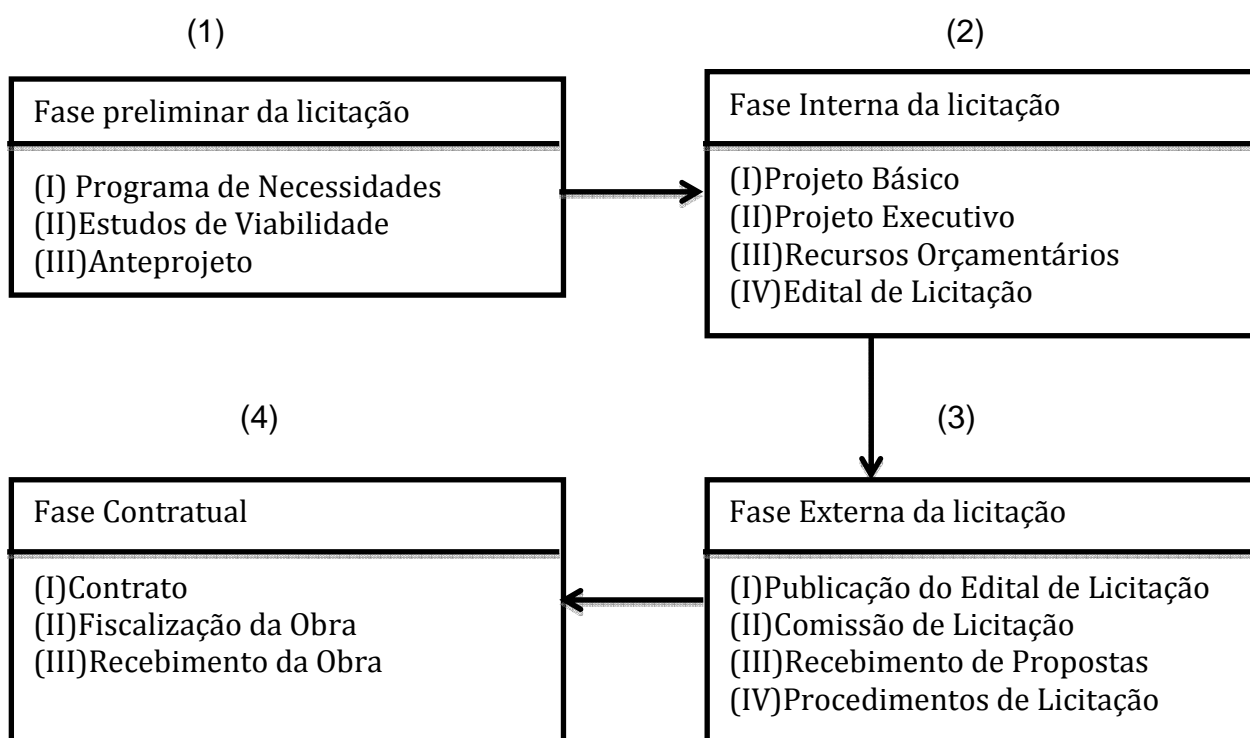 (1)
Fase preliminar da licitação
(I) Programa de Necessidades
(II)Estudos de Viabilidade
(III)Anteprojeto
(2)
Fase Interna da licitação
(I)Projeto Básico
(II)Projeto Executivo
(III)Recursos Orçamentários
(IV)Edital de Licitação
(3)
Fase Externa da licitação
(I)Publicação do Edital de Licitação
(II)Comissão de Licitação
(III)Recebimento de Propostas
(IV)Procedimentos de Licitação
(4)
Fase Contratual
(I)Contrato
(II)Fiscalização da Obra
(III)Recebimento da Obra